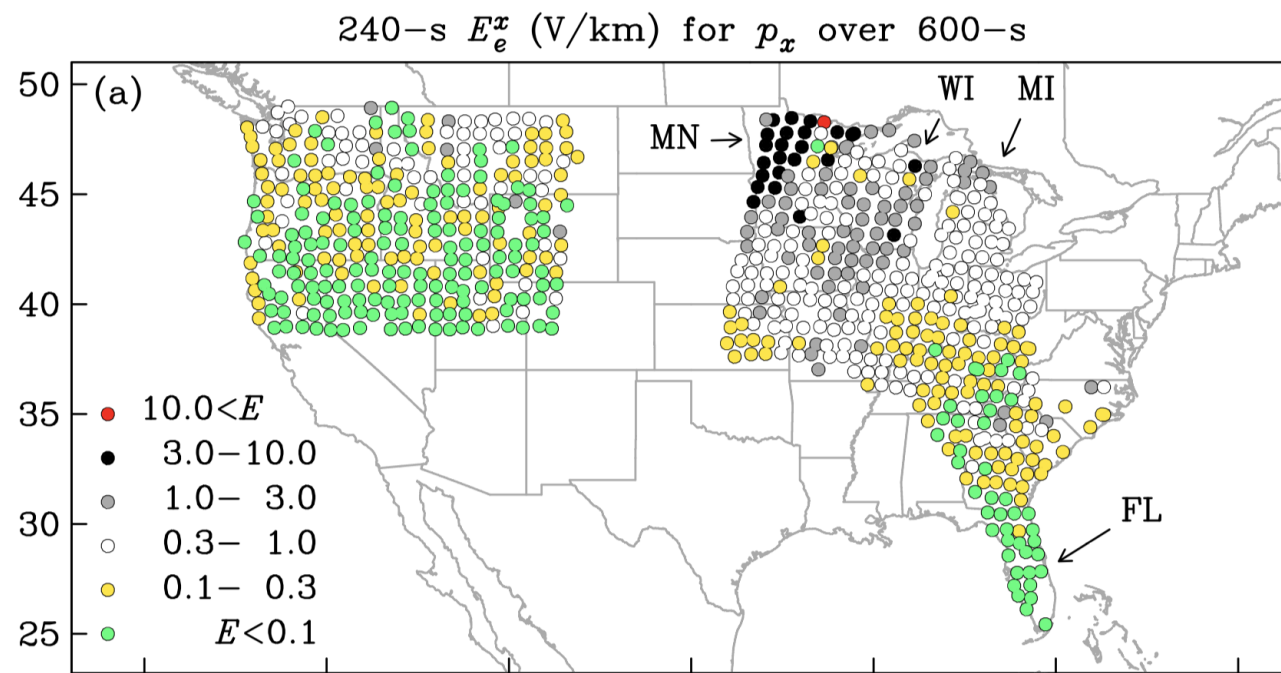 240-s E_e^x (V/km) for p_x over 600-s
(a)
50
45
40
35
30
25
MN
WI
MI
FL
10.0<E
3.0-10.0
1.0- 3.0
0.3- 1.0
0.1- 0.3
E<0.1